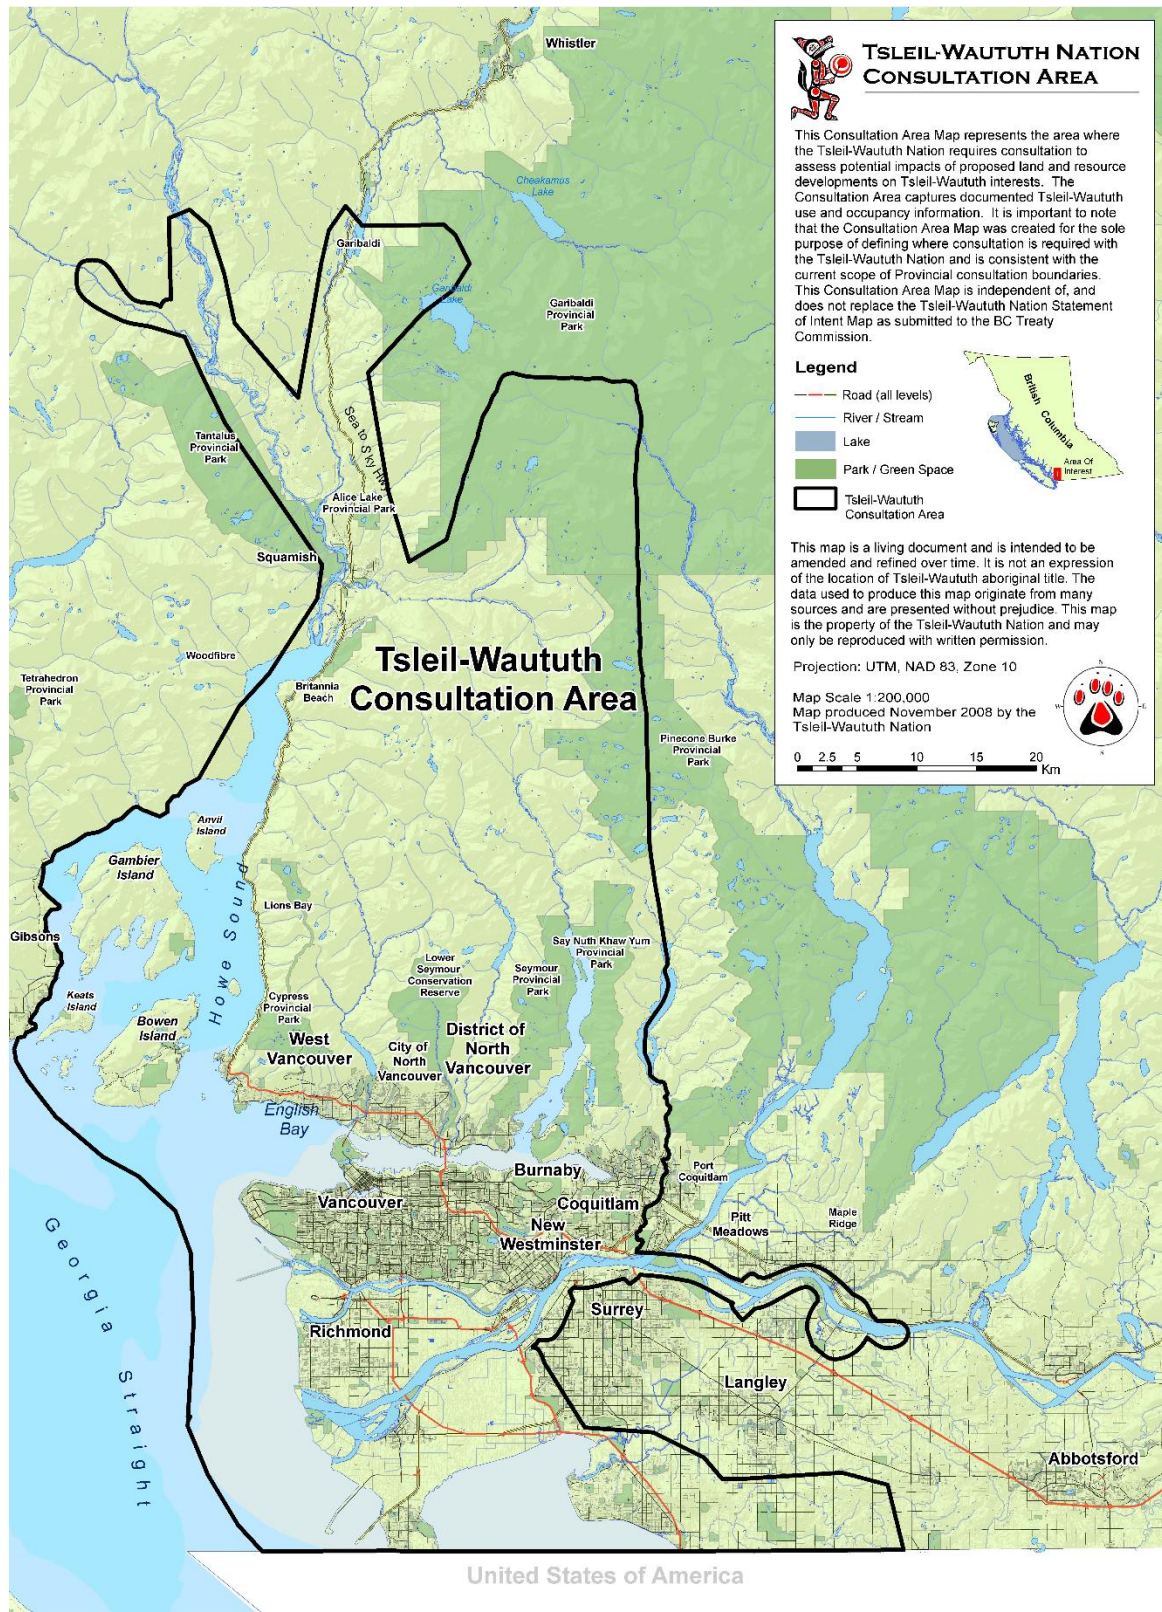 Whistler
TSLEIL-WAUTUTH NATION
CONSULTATION AREA
This Consultation Area Map represents the area where
the Tsleil-Waututh Nation requires consultation to
assess potential impacts of proposed land and resource
developments on Tsleil-Waututh interests. The
Consultation Area captures documented Tsleil-Waututh
use and occupancy information. It is important to note
that the Consultation Area Map was created for the sole
purpose of defining where consultation is required with
the Tsleil-Waututh Nation and is consistent with the
current scope of Provincial consultation boundaries.
This Consultation Area Map is independent of, and
does not replace the Tsleil-Waututh Nation Statement
of Intent Map as submitted to the BC Treaty
Commission.
Legend
Road (all levels)
River / Stream
Lake
Park / Green Space
Tsleil-Waututh
Consultation Area
British Columbia
Area Of
Interest
This map is a living document and is intended to be
amended and refined over time. It is not an expression
of the location of Tsleil-Waututh aboriginal title. The
data used to produce this map originate from many
sources and are presented without prejudice. This map
is the property of the Tsleil-Waututh Nation and may
only be reproduced with written permission.
Projection: UTM, NAD 83, Zone 10
Map Scale 1:200,000
Map produced November 2008 by the
Tsleil-Waututh Nation
N
W
E
S
0 2.5 5 10 15 20
Km
Cheakamus
Lake
Garibaldi
Garibaldi
Lake
Garibaldi
Provincial
Park
Sea to Sky Hwy
Tantalus
Provincial
Park
Alice Lake
Provincial Park
Squamish
Woodfibre
Tetrahedron
Provincial
Park
Britannia
Beach
Tsleil-Waututh
Consultation Area
Pinecone Burke
Provincial
Park
Anvil
Island
Gambier
Island
Howe Sound
Lions Bay
Gibsons
Keats
Island
Bowen
Island
Cypress
Provincial
Park
Lower
Seymour
Conservation
Reserve
Seymour
Provincial
Park
Say Nuth Khaw Yum
Provincial
Park
West
Vancouver
City of
North
Vancouver
District of
North
Vancouver
English
Bay
Burnaby
Vancouver
Coquitlam
New
Westminster
Port
Coquitlam
Pitt
Meadows
Maple
Ridge
Richmond
Surrey
Langley
Abbotsford
Georgia Straight
United States of America